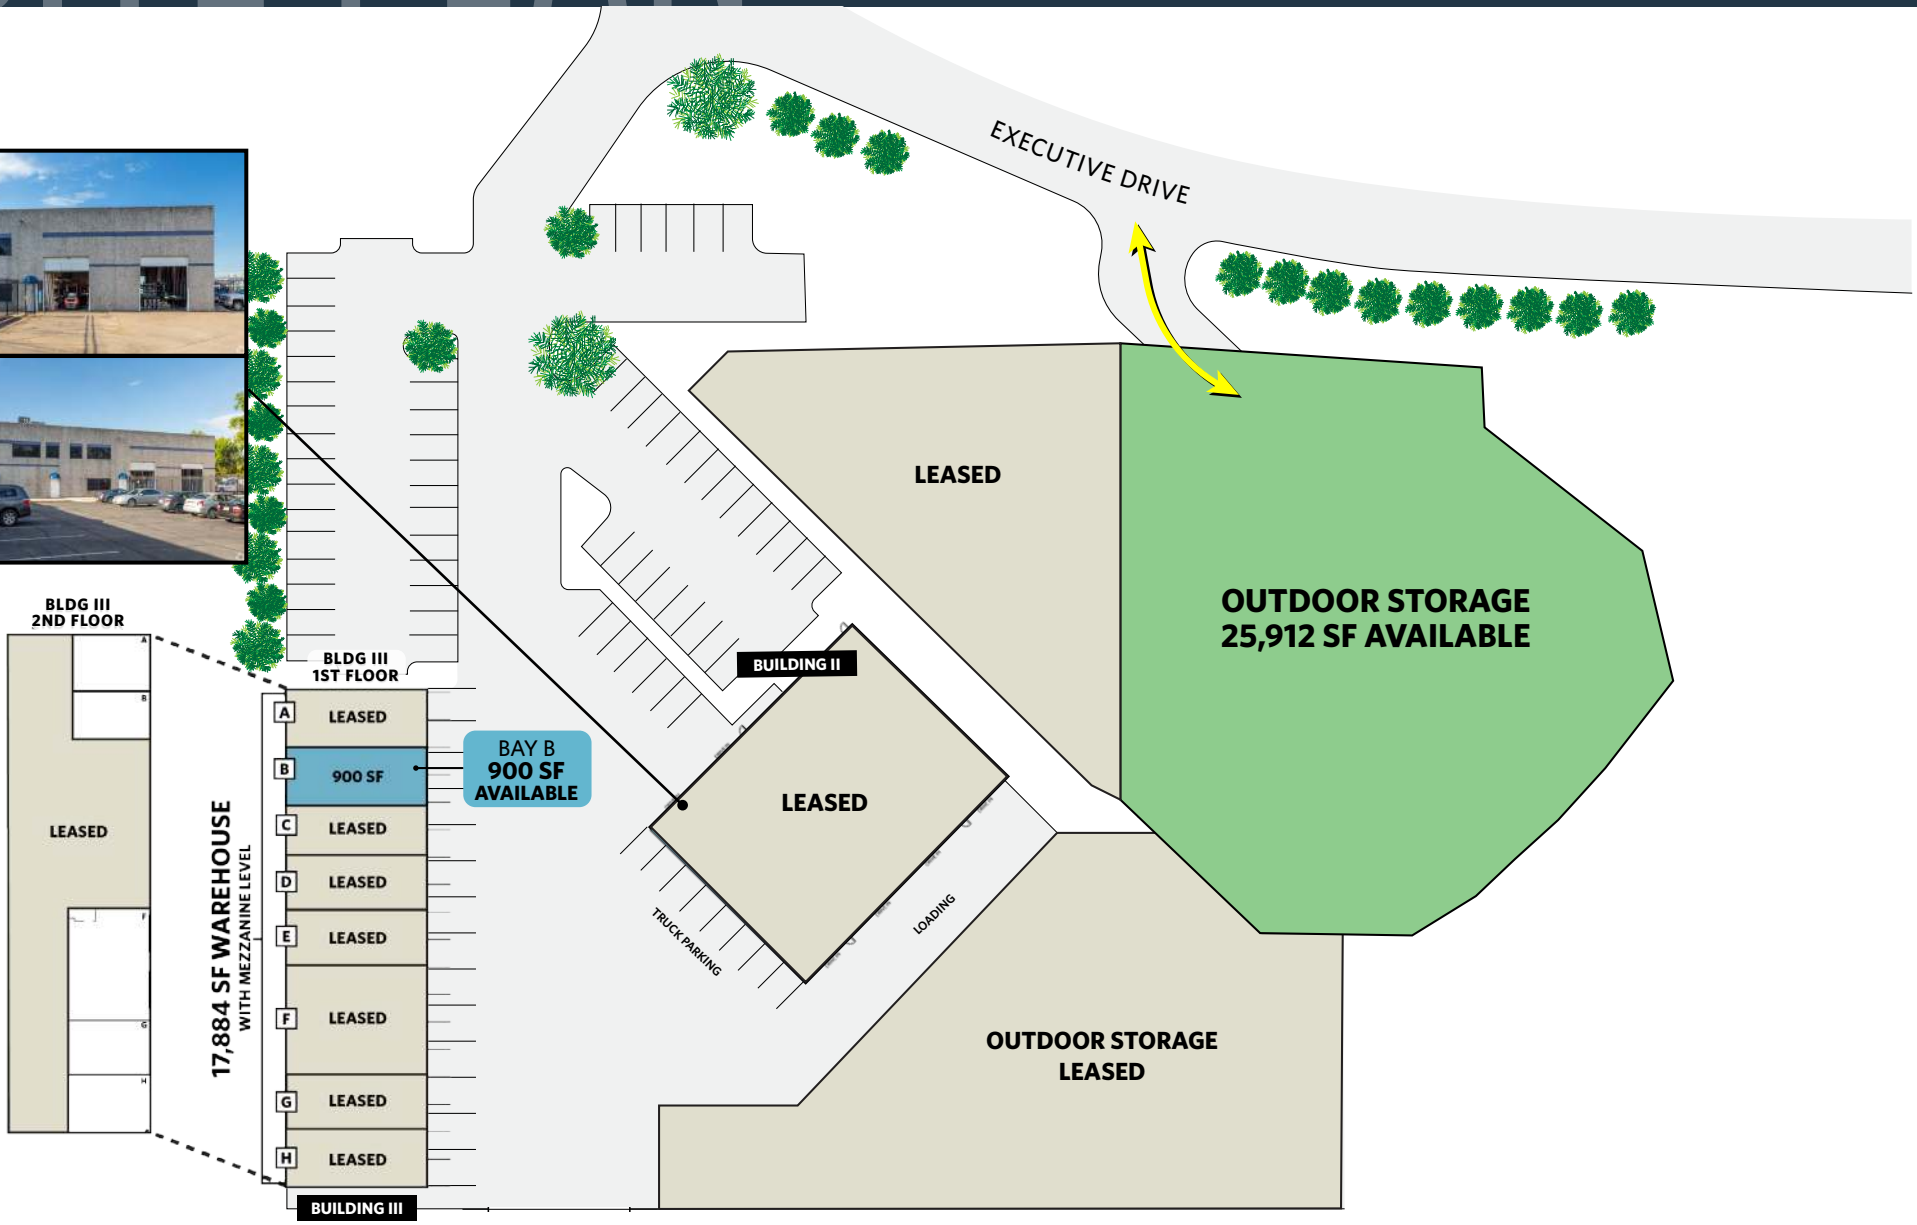 EXECUTIVE DRIVE
LEASED
OUTDOOR STORAGE
25,912 SF AVAILABLE
BLDG III
2ND FLOOR
A
B
LEASED
F
G
H
BLDG III
1ST FLOOR
17,884 SF WAREHOUSE
WITH MEZZANINE LEVEL
A
LEASED
B
900 SF
C
LEASED
D
LEASED
E
LEASED
F
LEASED
G
LEASED
H
LEASED
BUILDING III
BAY B
900 SF
AVAILABLE
BUILDING II
LEASED
TRUCK PARKING
LOADING
OUTDOOR STORAGE
LEASED